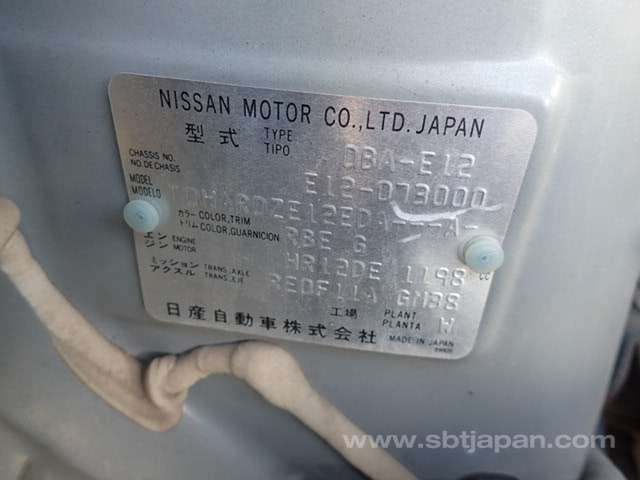 NISSAN MOTOR CO.,LTD. JAPAN
型式 TYPE TIPO DBA-E12
CHASSIS NO. NO.DE CHASIS E12-073000
MODEL MODELO
カラー COLOR,TRIM トリム COLOR,GUARNICION RBE G
エンジン ENGINE MOTOR HR12DE 1198 CC
ミッション TRANS.AXLE アクスル TRANS.EJE REDF11A GM38
工場 PLANT PLANTA W
日産自動車株式会社 MADE IN JAPAN
www.sbtjapan.com